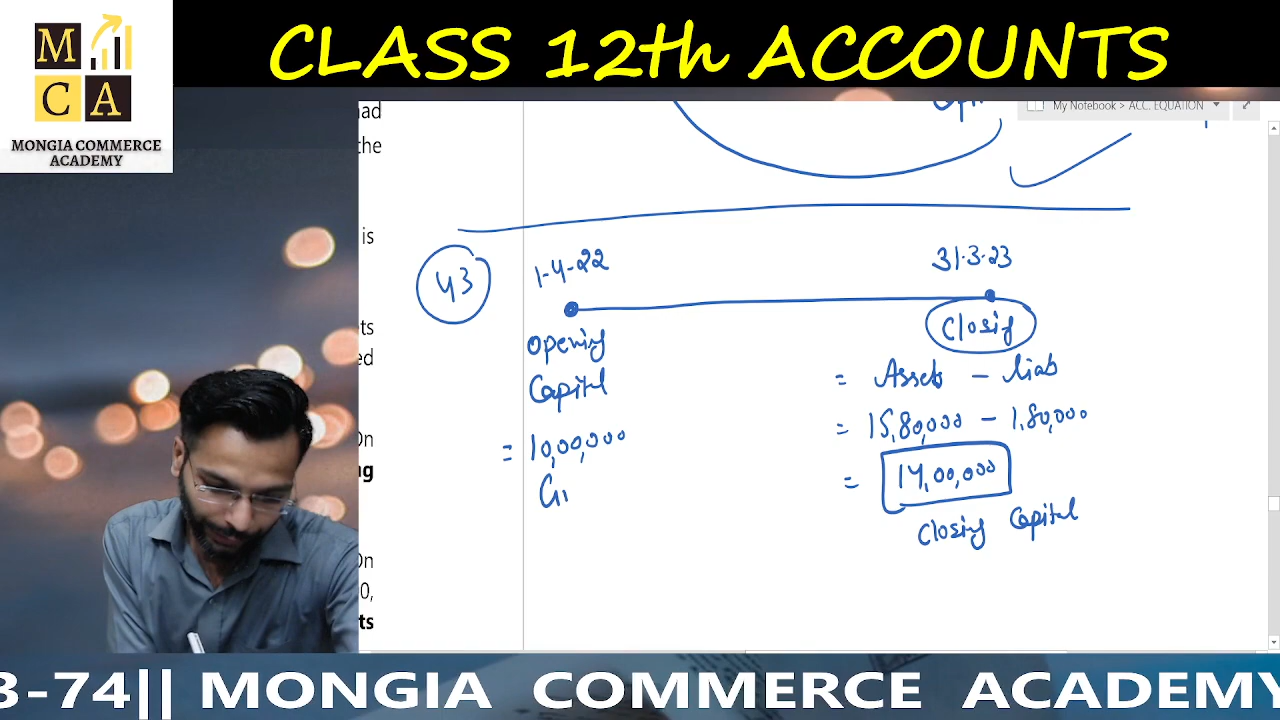 M
C A
MONGIA COMMERCE
ACADEMY
CLASS 12th ACCOUNTS
My Notebook > ACC. EQUATION
the
is
ts
ed
On
On
0,
ts
43
1-4-22
31-3-23
Opening
Capital
Closing
= Assets - Liab
= 15,80,000 - 1,80,000
= 10,00,000
= 14,00,000
Closing Capital
3-74|| MONGIA COMMERCE ACADEMY